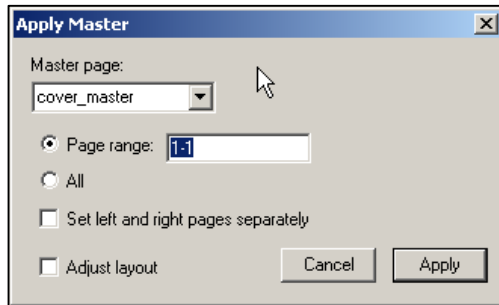 Apply Master
Master page:
cover_master
Page range: 1-1
All
Set left and right pages separately
Adjust layout
Cancel Apply